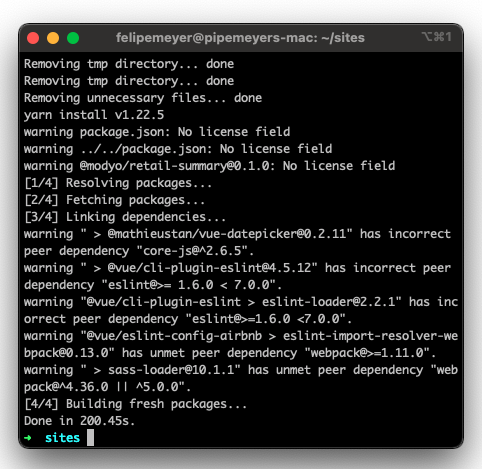 felipemeyer@pipemeyers-mac: ~/sites
⌥⌘1
Removing tmp directory... done
Removing tmp directory... done
Removing unnecessary files... done
yarn install v1.22.5
warning package.json: No license field
warning ../../package.json: No license field
warning @modyo/retail-summary@0.1.0: No license field
[1/4] Resolving packages...
[2/4] Fetching packages...
[3/4] Linking dependencies...
warning " > @mathieustan/vue-datepicker@0.2.11" has incorrect
peer dependency "core-js@^2.6.5".
warning " > @vue/cli-plugin-eslint@4.5.12" has incorrect peer
dependency "eslint@>= 1.6.0 < 7.0.0".
warning "@vue/cli-plugin-eslint > eslint-loader@2.2.1" has inc
orrect peer dependency "eslint@>=1.6.0 <7.0.0".
warning "@vue/eslint-config-airbnb > eslint-import-resolver-we
bpack@0.13.0" has unmet peer dependency "webpack@>=1.11.0".
warning " > sass-loader@10.1.1" has unmet peer dependency "web
pack@^4.36.0 || ^5.0.0".
[4/4] Building fresh packages...
Done in 200.45s.
➜ sites